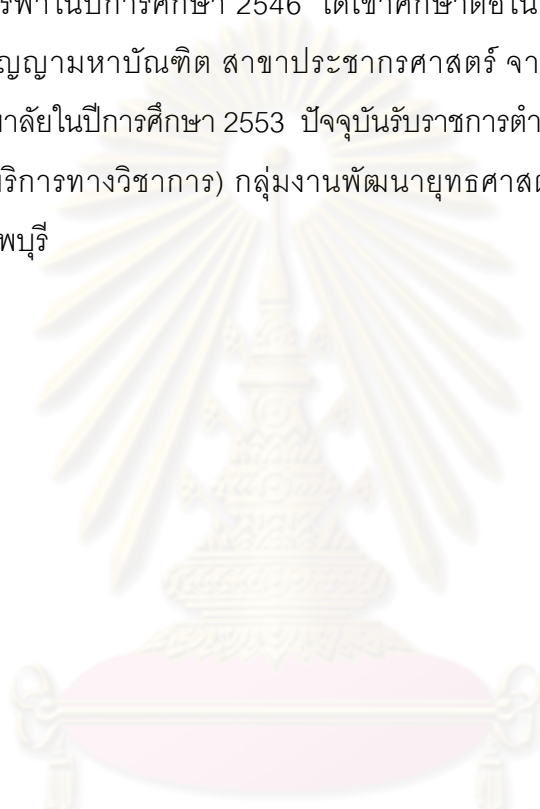 รพาในปีการศึกษา 2546 ได้เข้าศึกษาต่อใน
ญญามหาบัณฑิต สาขาประชากรศาสตร์ จา
าลัยในปีการศึกษา 2553 ปัจจุบันรับราชการตำ
ริการทางวิชาการ) กลุ่มงานพัฒนายุทธศาส
พบุรี